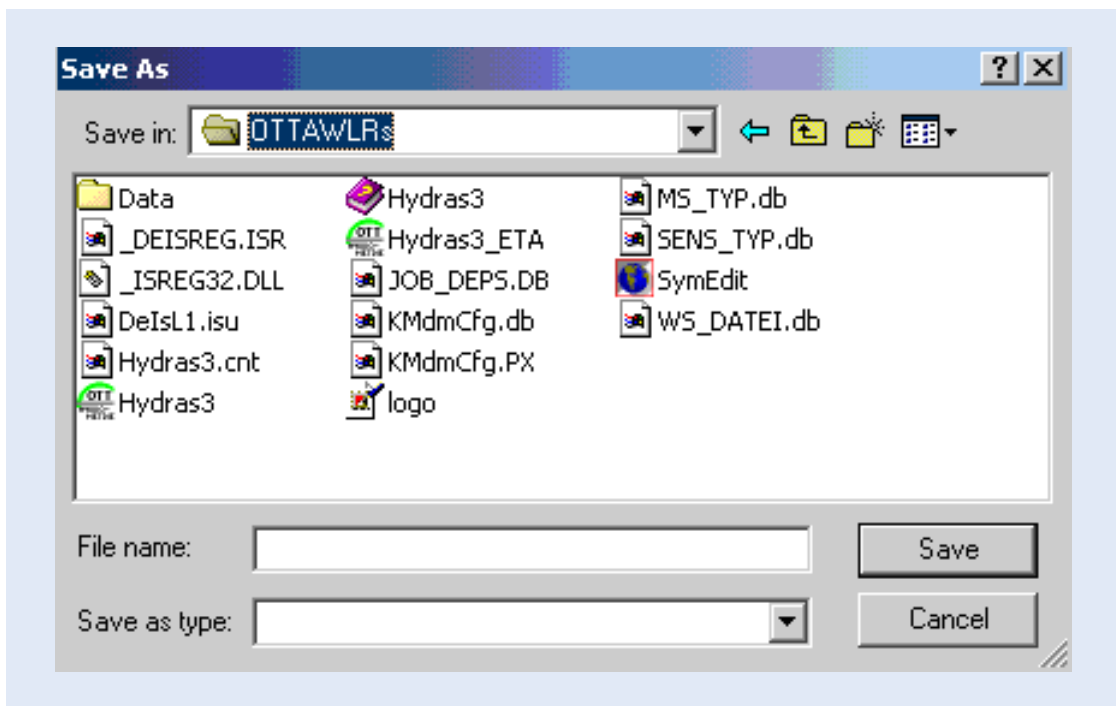 Save As
Save in: OTTAWLRs
Data
_DEISREG.ISR
_ISREG32.DLL
DeIsL1.isu
Hydras3.cnt
Hydras3
Hydras3
Hydras3_ETA
JOB_DEPS.DB
KMdmCfg.db
KMdmCfg.PX
logo
MS_TYP.db
SENS_TYP.db
SymEdit
WS_DATEI.db
File name:
Save
Save as type:
Cancel